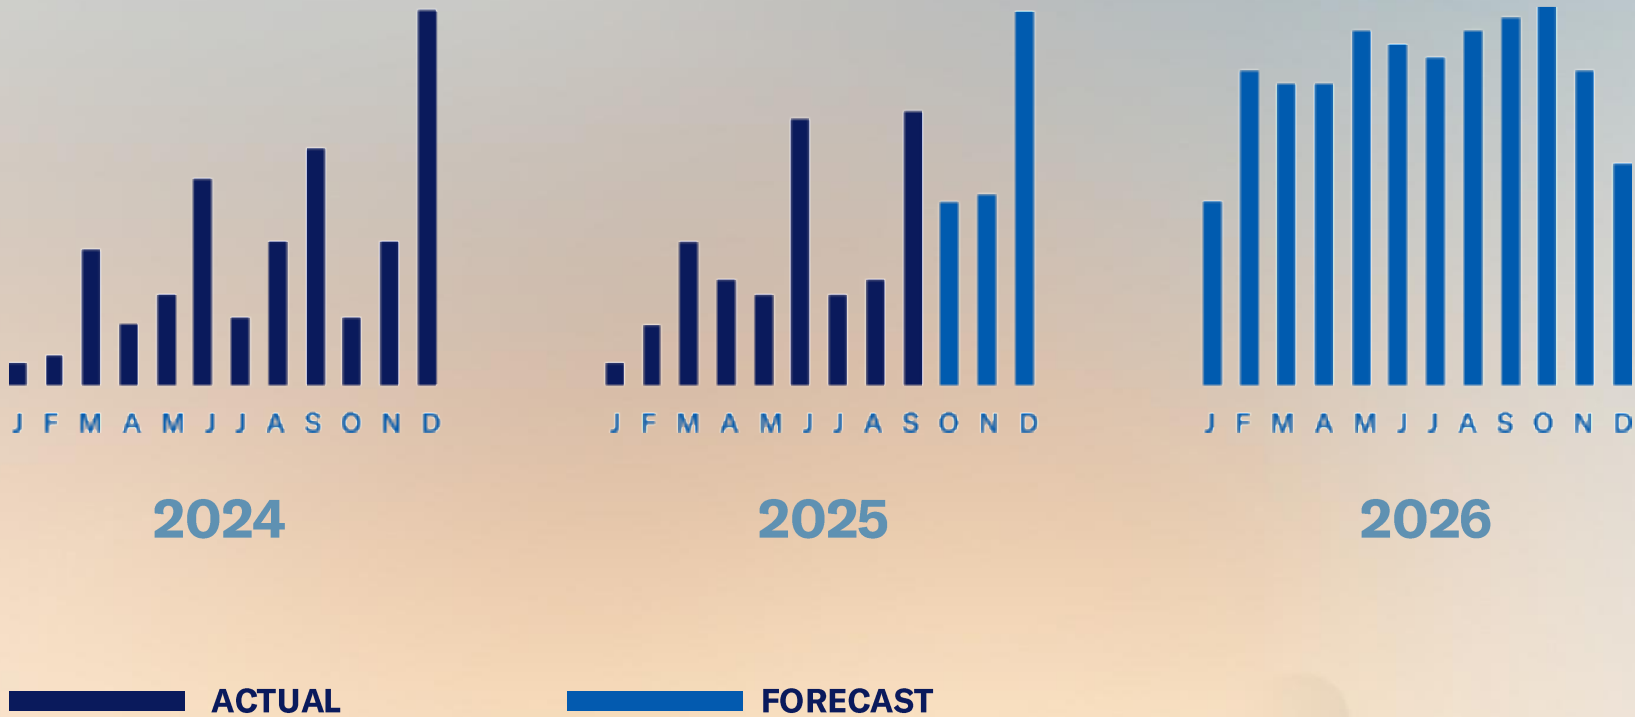 J F M A M J J A S O N D
J F M A M J J A S O N D
J F M A M J J A S O N D
2024
2025
2026
ACTUAL
FORECAST